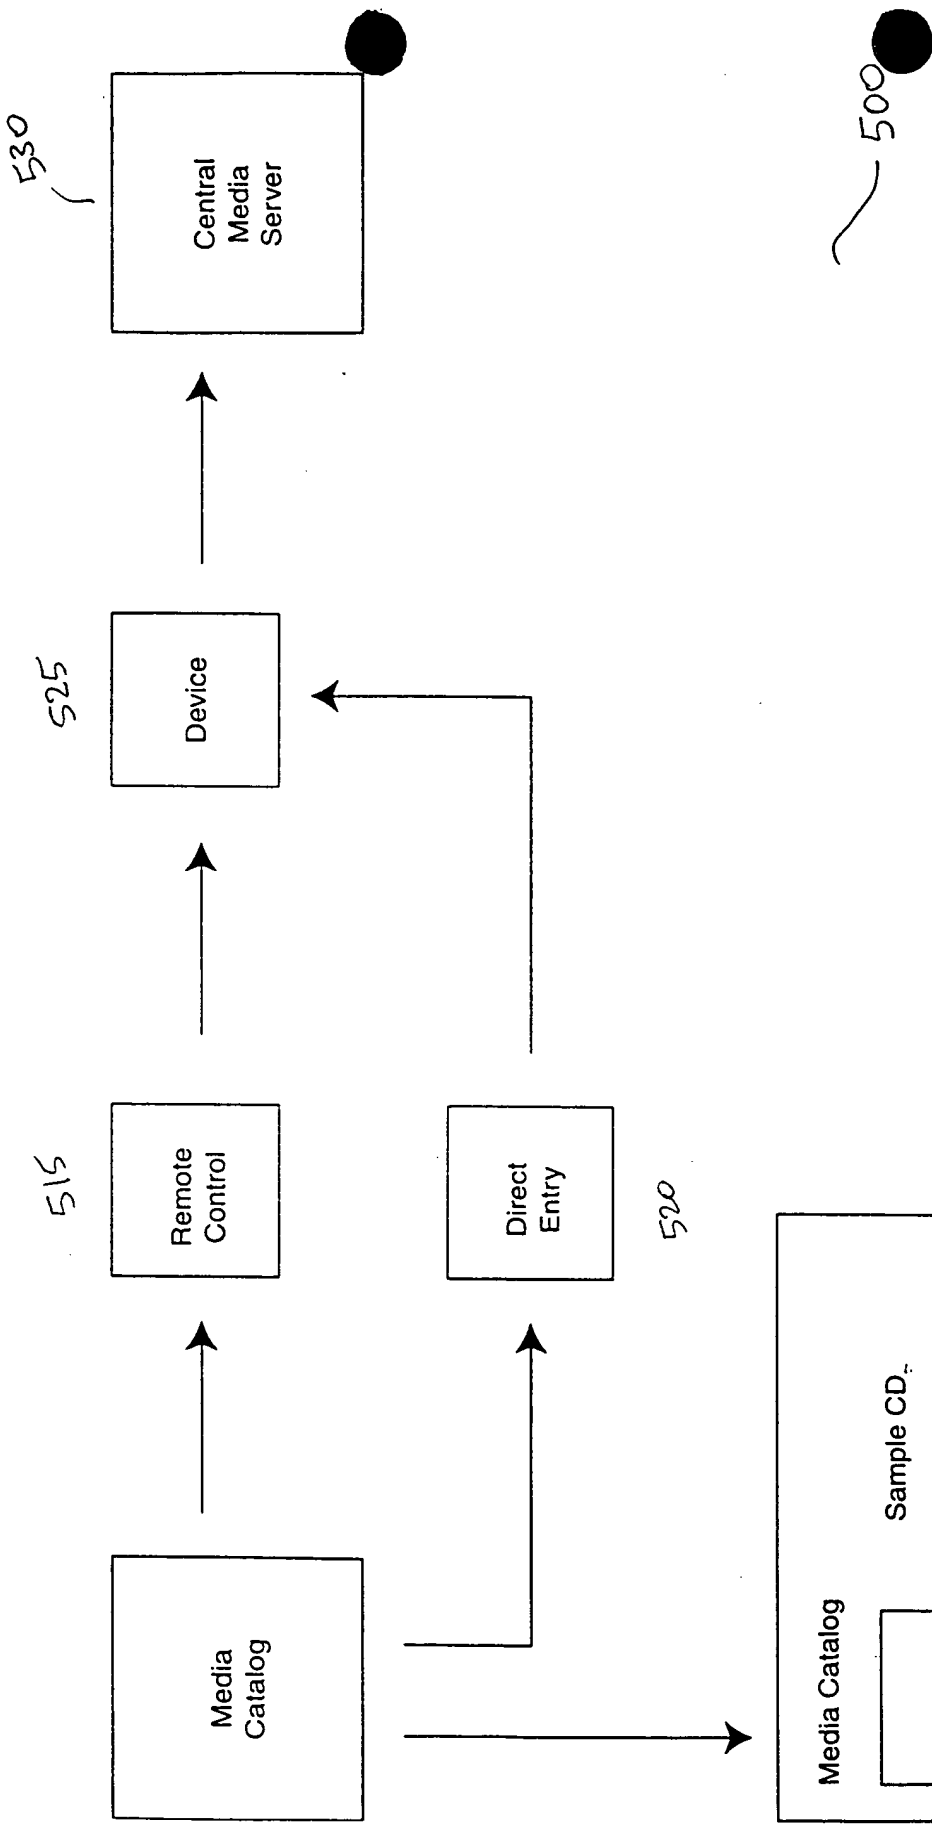 530
Central
Media
Server
525
Device
515
Remote
Control
Media
Catalog
Direct
Entry
520
500
Media Catalog
Sample CD